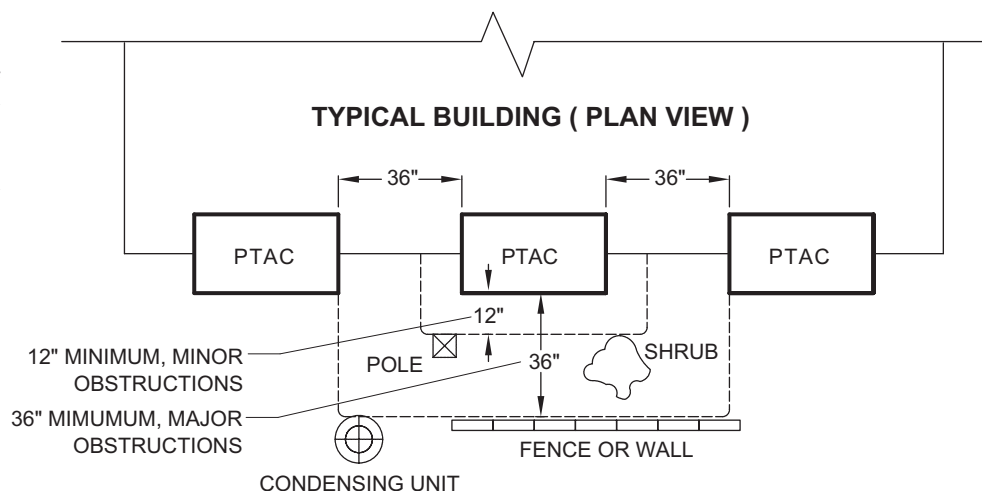 TYPICAL BUILDING ( PLAN VIEW )
36"
36"
PTAC
PTAC
PTAC
12"
12" MINIMUM, MINOR
OBSTRUCTIONS
POLE
36"
SHRUB
36" MIMUMUM, MAJOR
OBSTRUCTIONS
FENCE OR WALL
CONDENSING UNIT